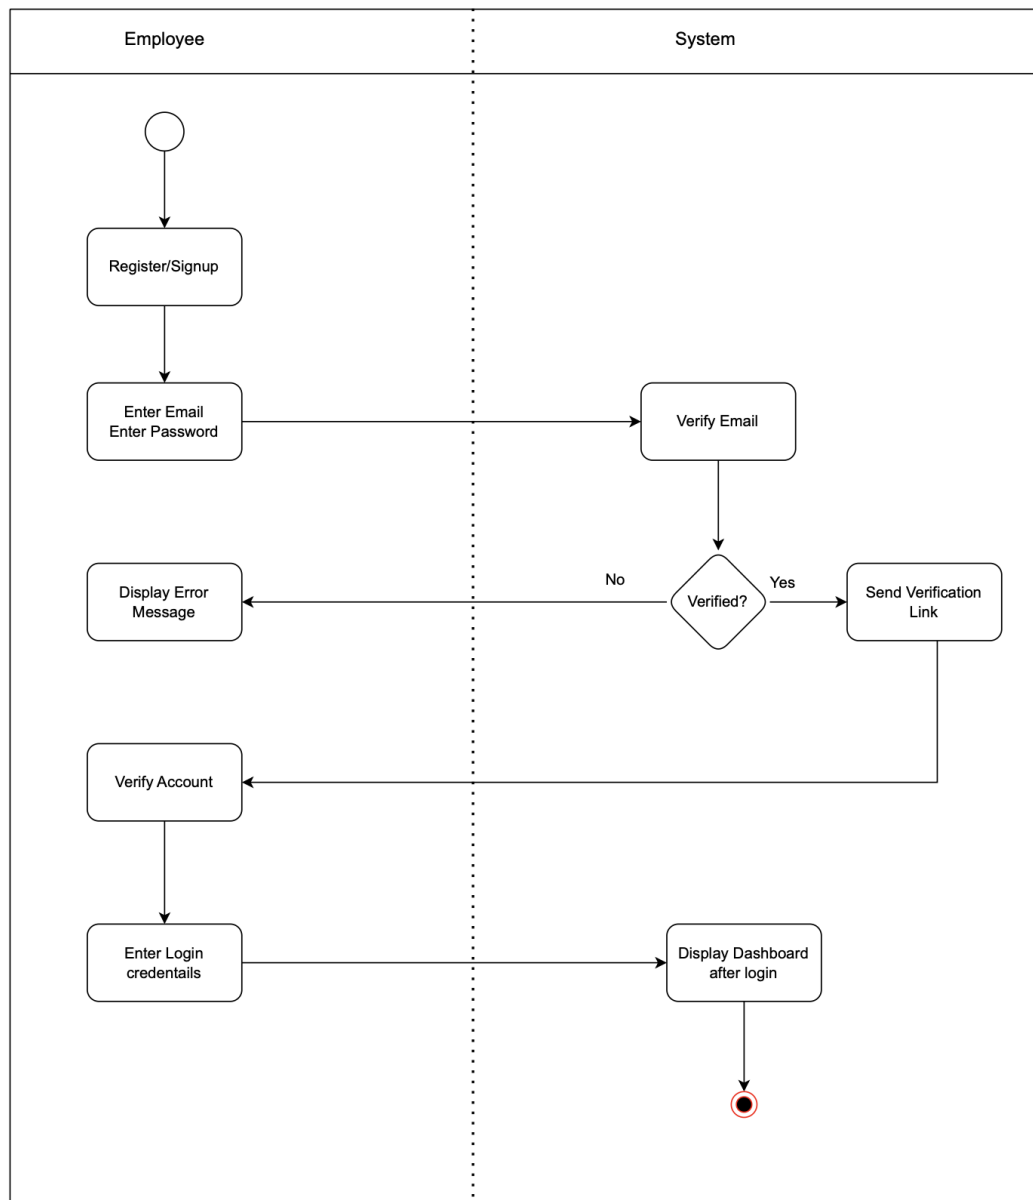 Employee
System
Register/Signup
Enter Email
Enter Password
Verify Email
Display Error
Message
No
Verified?
Yes
Send Verification
Link
Verify Account
Enter Login
credentails
Display Dashboard
after login